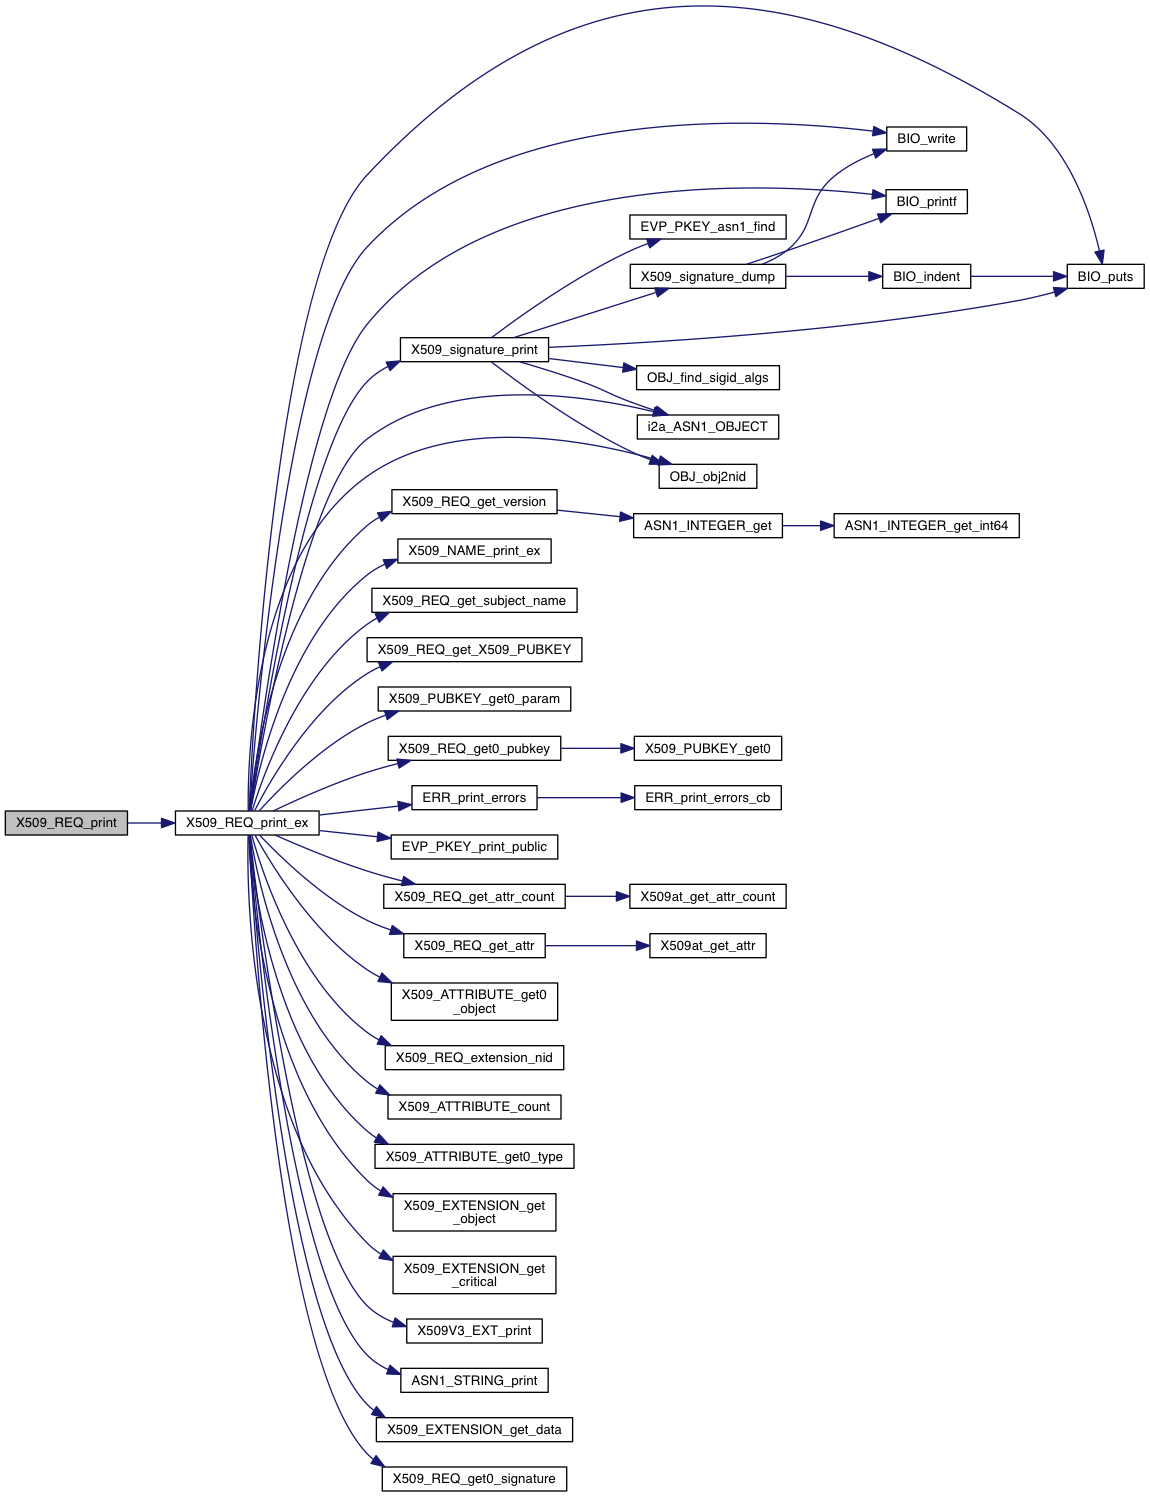 BIO_write
BIO_printf
EVP_PKEY_asn1_find
X509_signature_dump
BIO_indent
BIO_puts
X509_signature_print
OBJ_find_sigid_algs
i2a_ASN1_OBJECT
OBJ_obj2nid
X509_REQ_get_version
ASN1_INTEGER_get
ASN1_INTEGER_get_int64
X509_NAME_print_ex
X509_REQ_get_subject_name
X509_REQ_get_X509_PUBKEY
X509_PUBKEY_get0_param
X509_REQ_get0_pubkey
X509_PUBKEY_get0
ERR_print_errors
ERR_print_errors_cb
X509_REQ_print
X509_REQ_print_ex
EVP_PKEY_print_public
X509_REQ_get_attr_count
X509at_get_attr_count
X509_REQ_get_attr
X509at_get_attr
X509_ATTRIBUTE_get0
_object
X509_REQ_extension_nid
X509_ATTRIBUTE_count
X509_ATTRIBUTE_get0_type
X509_EXTENSION_get
_object
X509_EXTENSION_get
_critical
X509V3_EXT_print
ASN1_STRING_print
X509_EXTENSION_get_data
X509_REQ_get0_signature